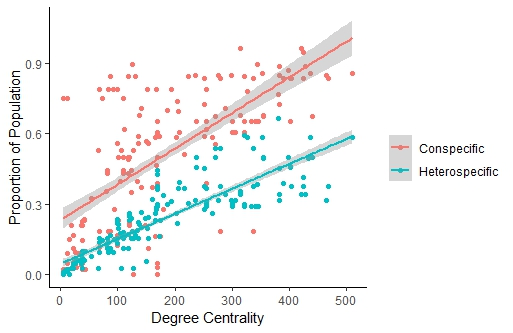 Proportion of Population
0.9
0.6
0.3
0.0
0 100 200 300 400 500
Degree Centrality
Conspecific
Heterospecific